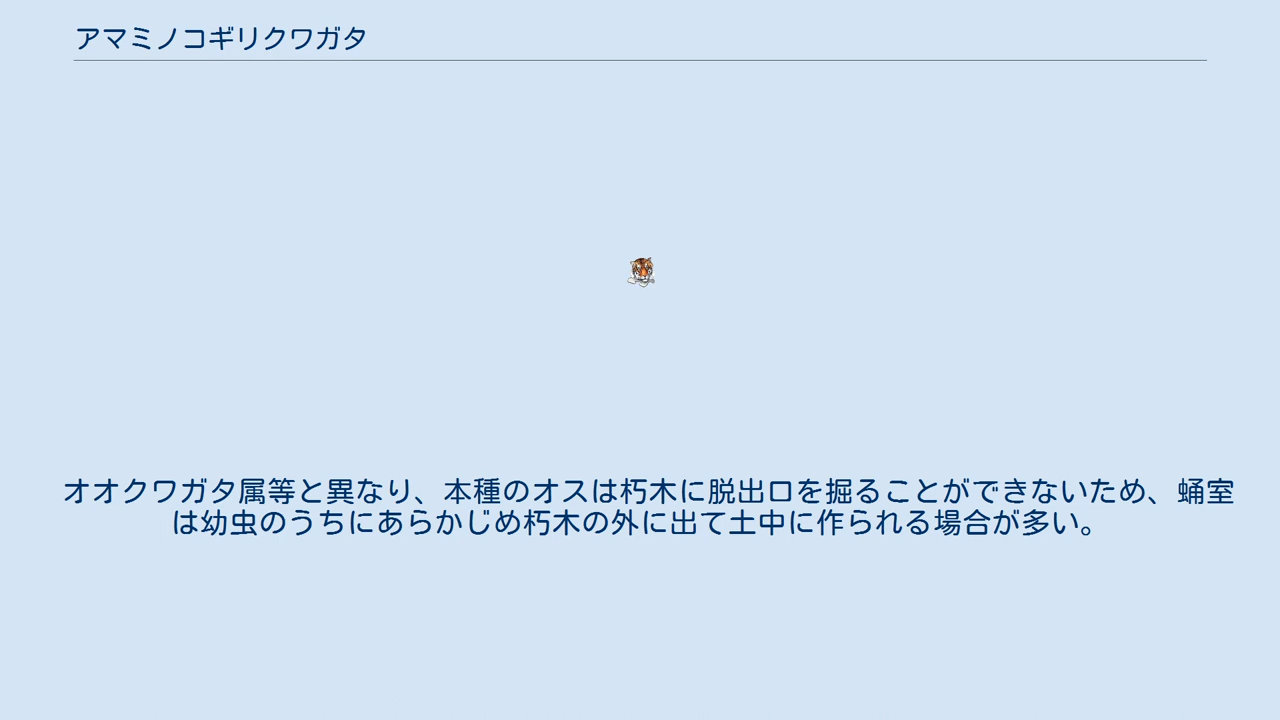 アマミノコギリクワガタ
オオクワガタ属等と異なり、本種のオスは朽木に脱出口を掘ることができないため、蛹室
は幼虫のうちにあらかじめ朽木の外に出て土中に作られる場合が多い。